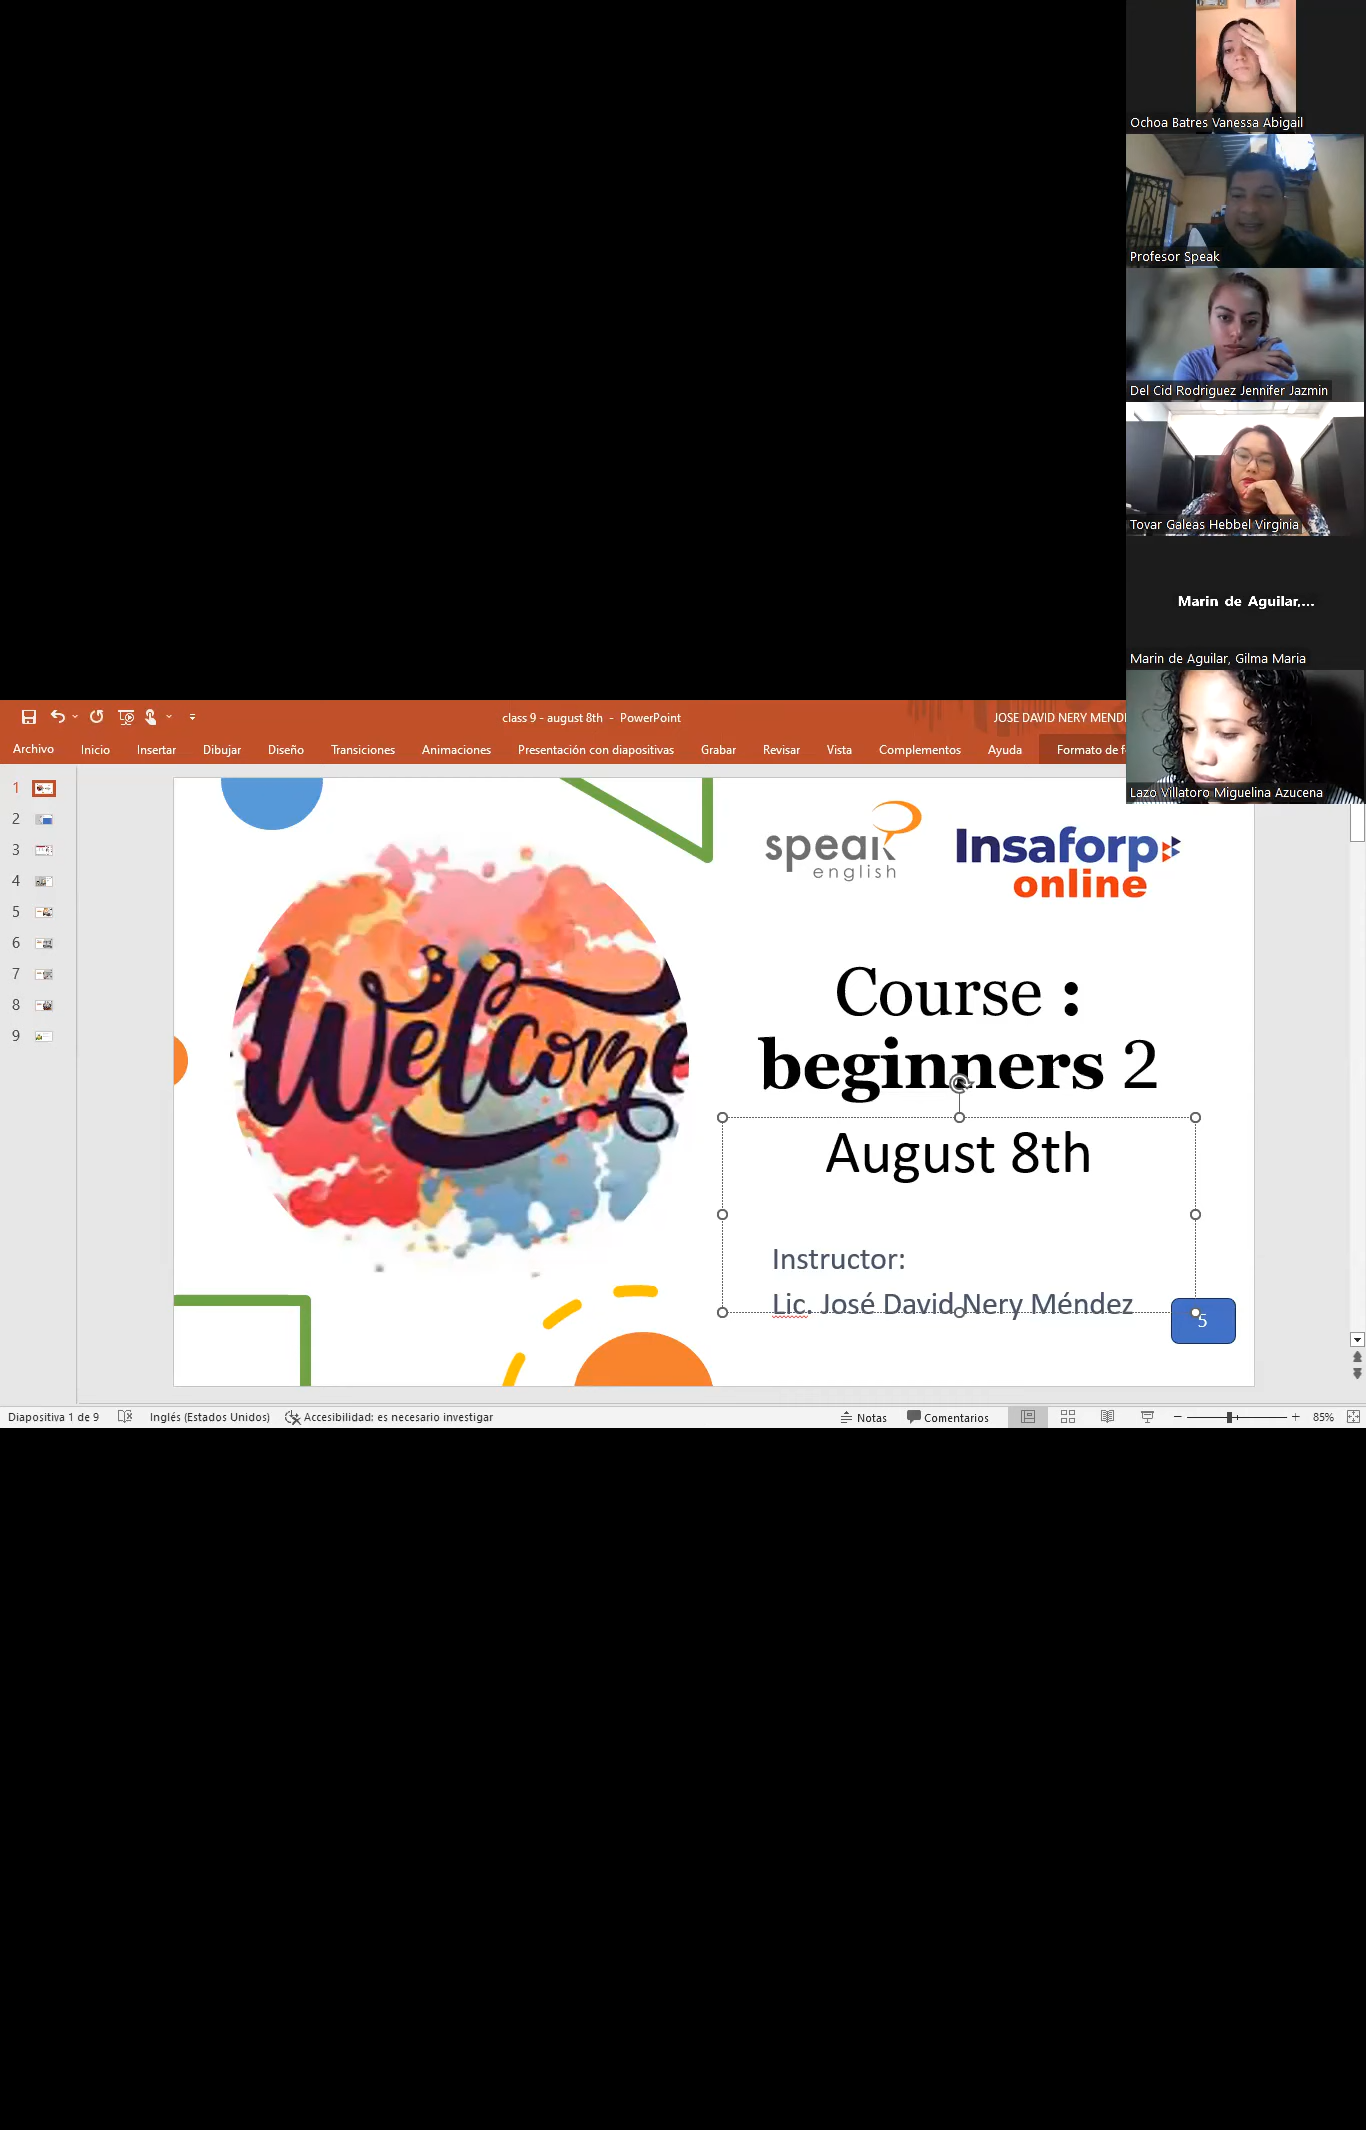 Ochoa Batres Vanessa Abigail
Profesor Speak
Del Cid Rodriguez Jennifer Jazmin
Tovar Galeas Hebbel Virginia
Marin de Aguilar,...
Marin de Aguilar, Gilma Maria
Lazo Villatoro Miguelina Azucena
class 9 - august 8th - PowerPoint
JOSE DAVID NERY
Archivo Inicio Insertar Dibujar Diseño Transiciones Animaciones Presentación con diapositivas Grabar Revisar Vista Complementos Ayuda Formato de
1
2
3
4
5
6
7
8
9
Welcome
speak
english
Insaforp
online
Course :
beginners 2
August 8th
Instructor:
Lic. José David Nery Méndez
5
Diapositiva 1 de 9 Inglés (Estados Unidos) Accesibilidad: es necesario investigar Notas Comentarios 85%